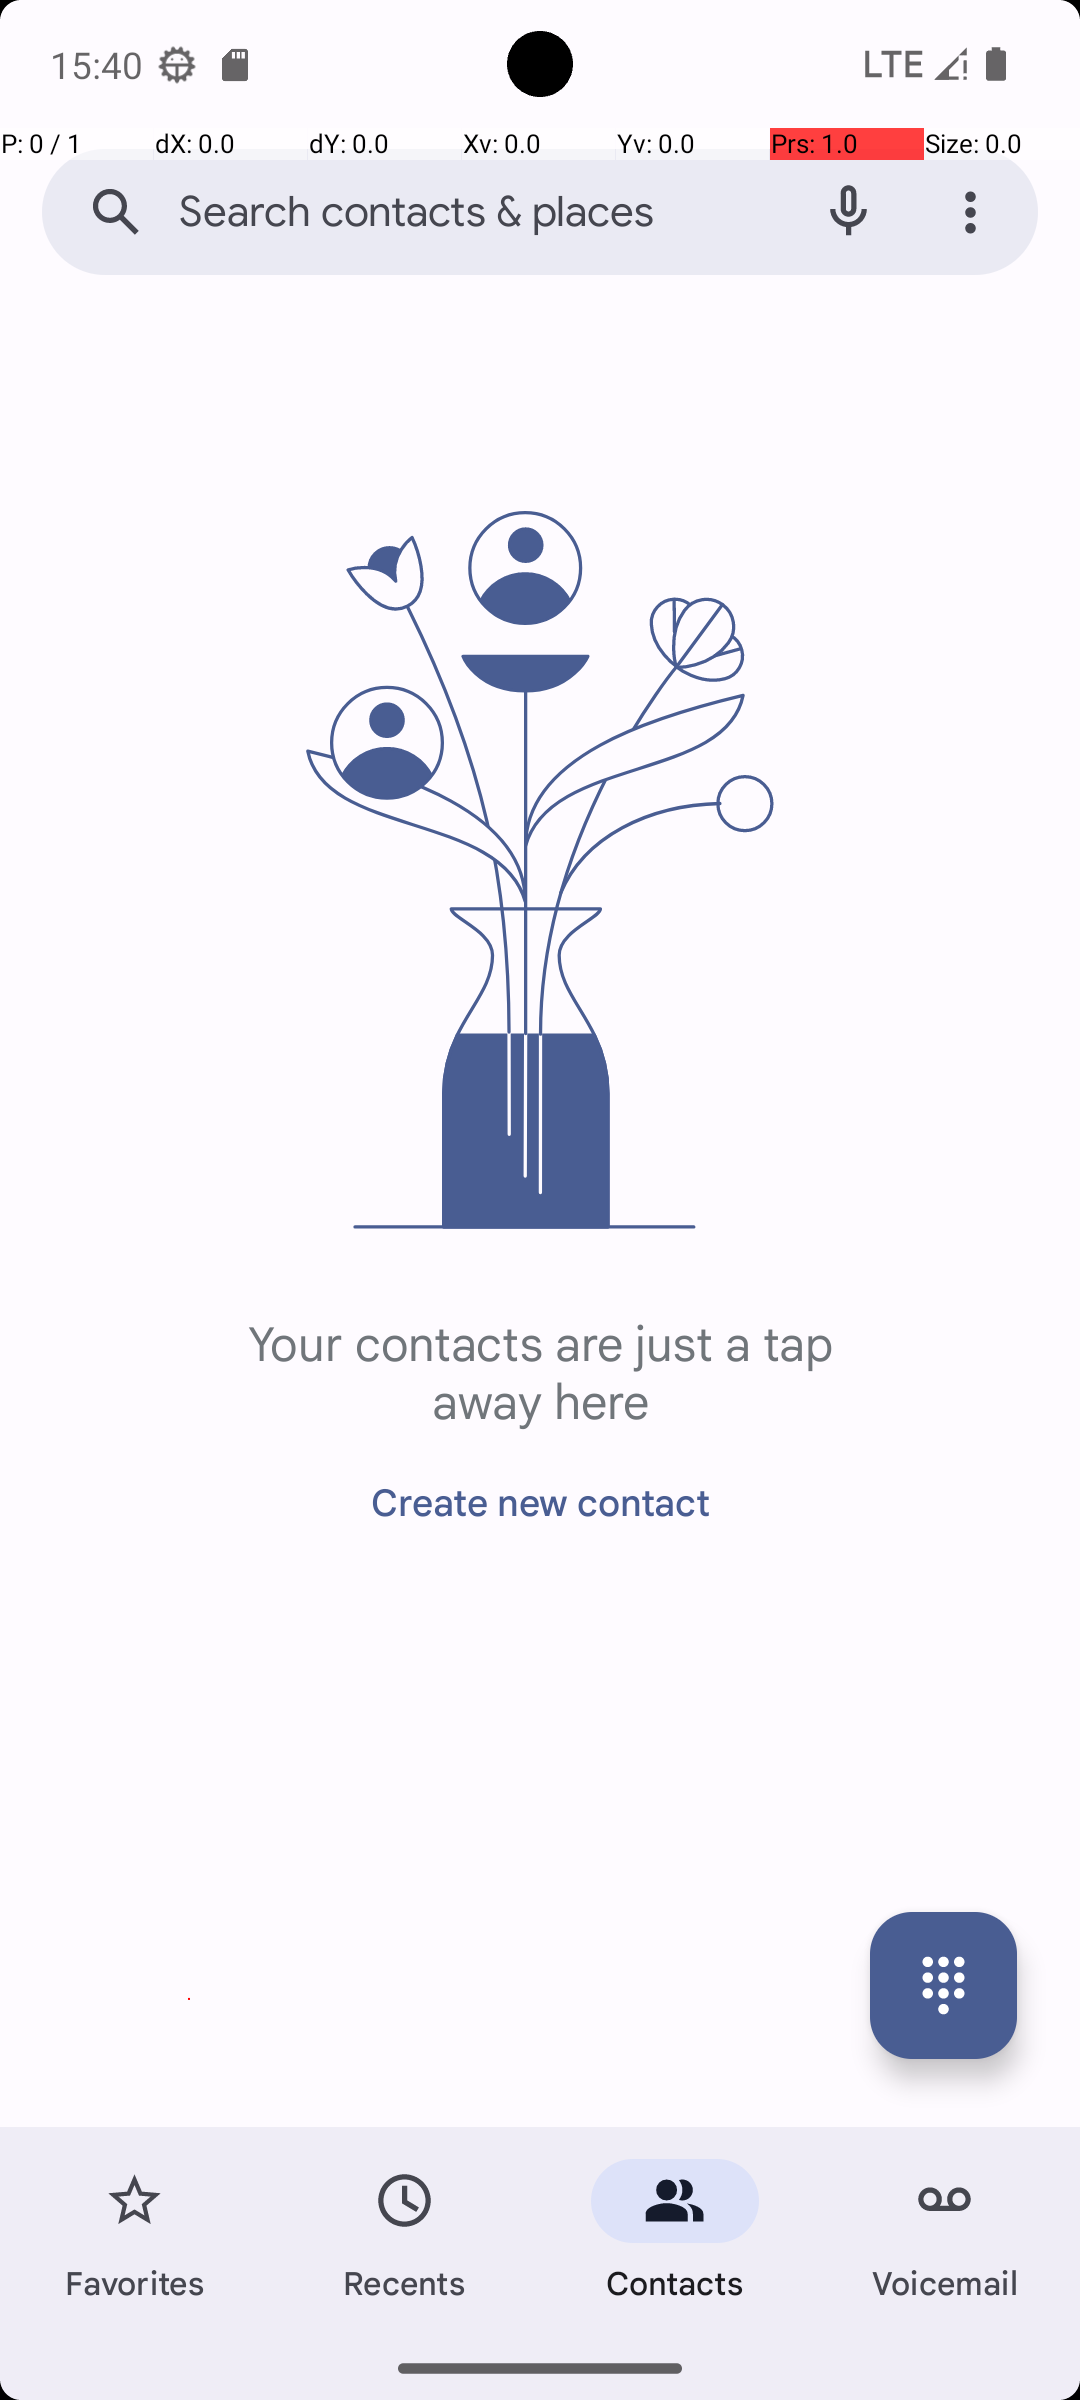 15:40
LTE
P: 0 / 1 dX: 0.0 dY: 0.0 Xv: 0.0 Yv: 0.0 Prs: 1.0 Size: 0.0
Search contacts & places
Your contacts are just a tap
away here
Create new contact
Favorites Recents Contacts Voicemail